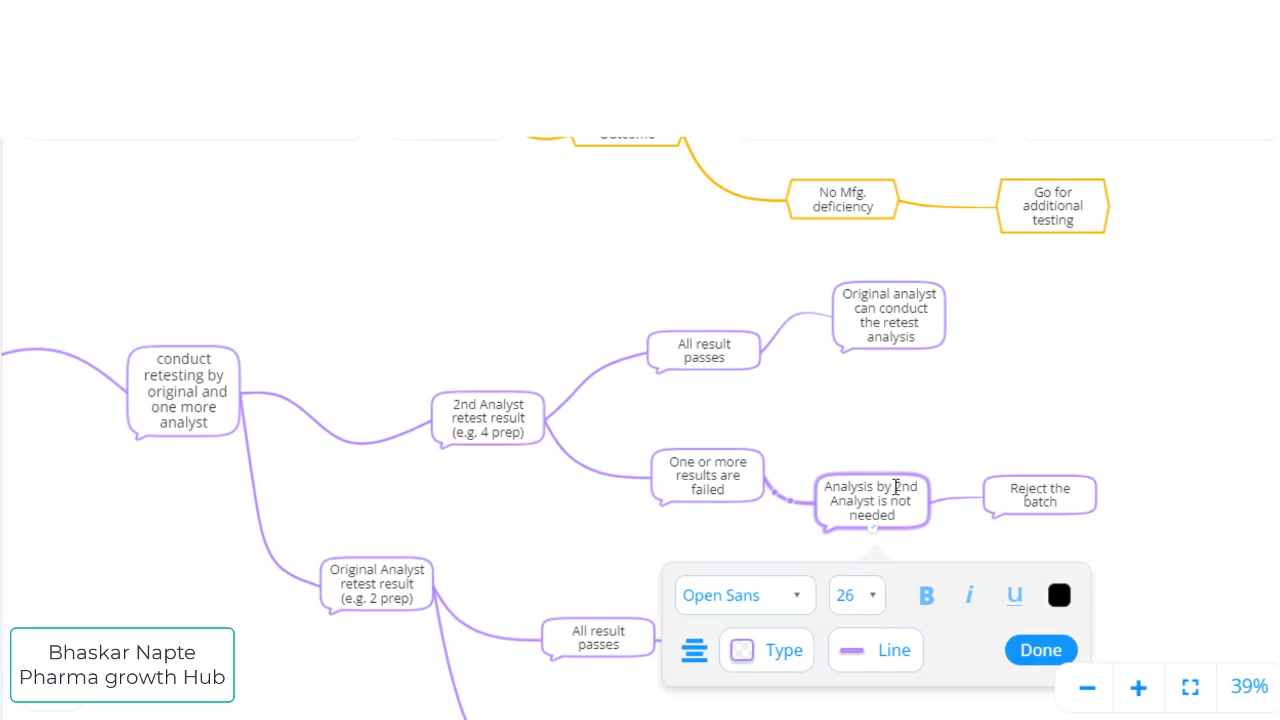 Outcome
No Mfg.
deficiency
Go for
additional
testing
Original analyst
can conduct
the retest
analysis
All result
passes
conduct
retesting by
original and
one more
analyst
2nd Analyst
retest result
(e.g. 4 prep)
One or more
results are
failed
Analysis by 2nd
Analyst is not
needed
Reject the
batch
Original Analyst
retest result
(e.g. 2 prep)
All result
passes
Open Sans
26
B i U
Type
Line
Done
Bhaskar Napte
Pharma growth Hub
39%